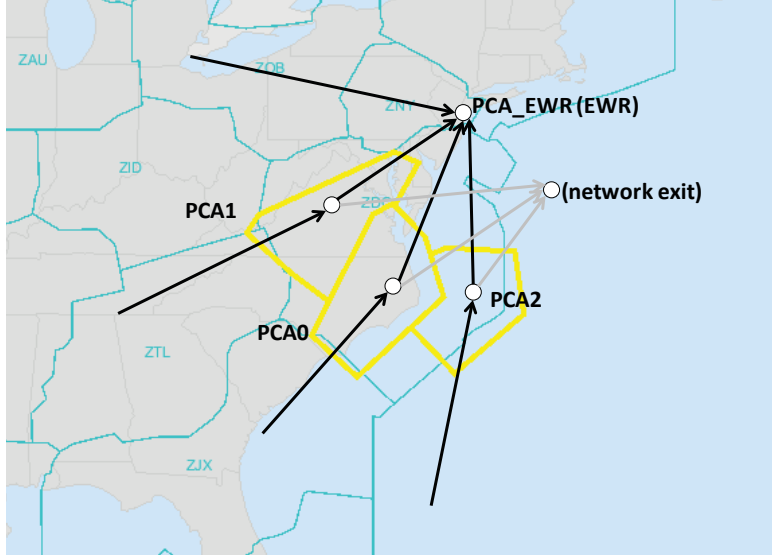 ZAU
ZOB
ZNY
PCA_EWR (EWR)
ZID
(network exit)
PCA1
ZDC
PCA2
PCA0
ZTL
ZJX